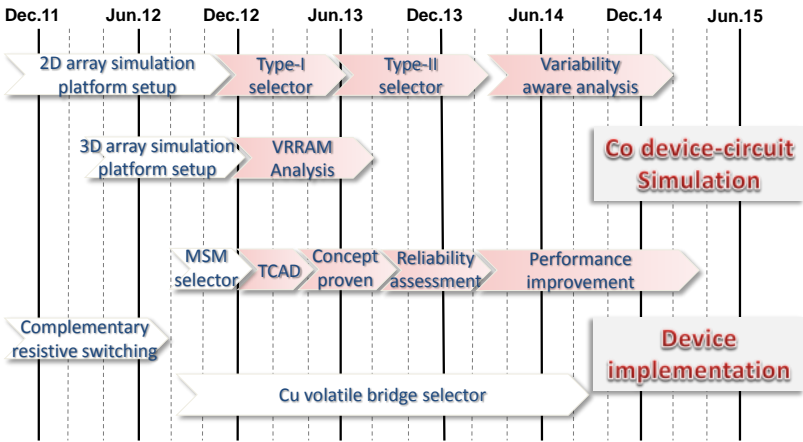 Dec.11 Jun.12 Dec.12 Jun.13 Dec.13 Jun.14 Dec.14 Jun.15
2D array simulation
platform setup
Type-I
selector
Type-II
selector
Variability
aware analysis
3D array simulation
platform setup
VRRAM
Analysis
Co device-circuit
Simulation
MSM
selector
TCAD
Concept
proven
Reliability
assessment
Performance
improvement
Complementary
resistive switching
Device
implementation
Cu volatile bridge selector